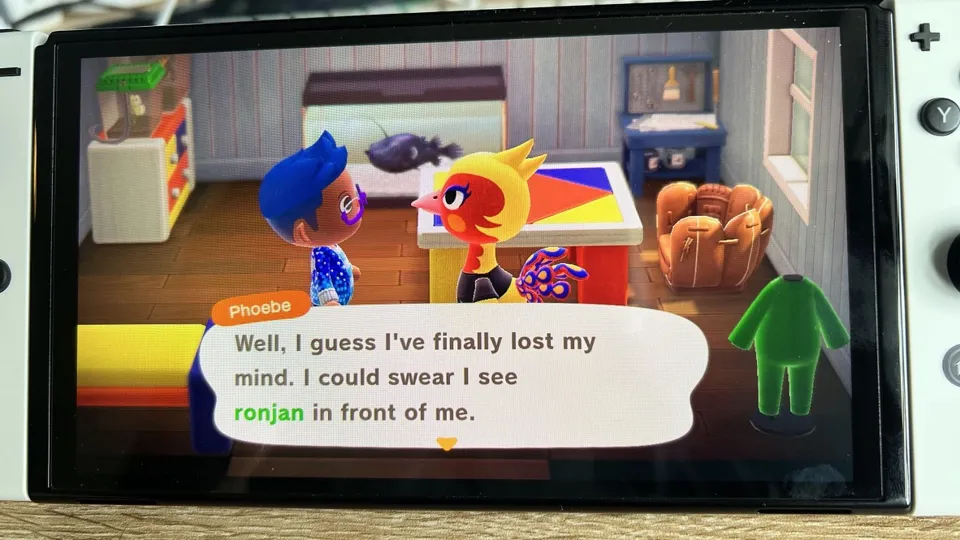 Phoebe
Well, I guess I've finally lost my
mind. I could swear I see
ronjan in front of me.
Y